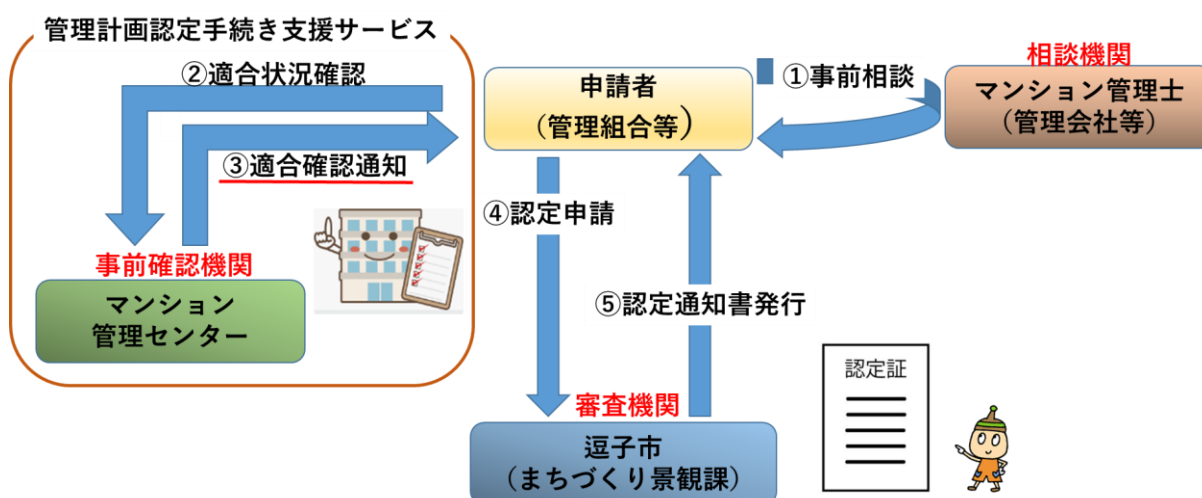 管理計画認定手続き支援サービス
②適合状況確認
③適合確認通知
事前確認機関
マンション
管理センター
申請者
（管理組合等）
①事前相談
相談機関
マンション管理士
（管理会社等）
④認定申請
⑤認定通知書発行
審査機関
逗子市
（まちづくり景観課）
認定証